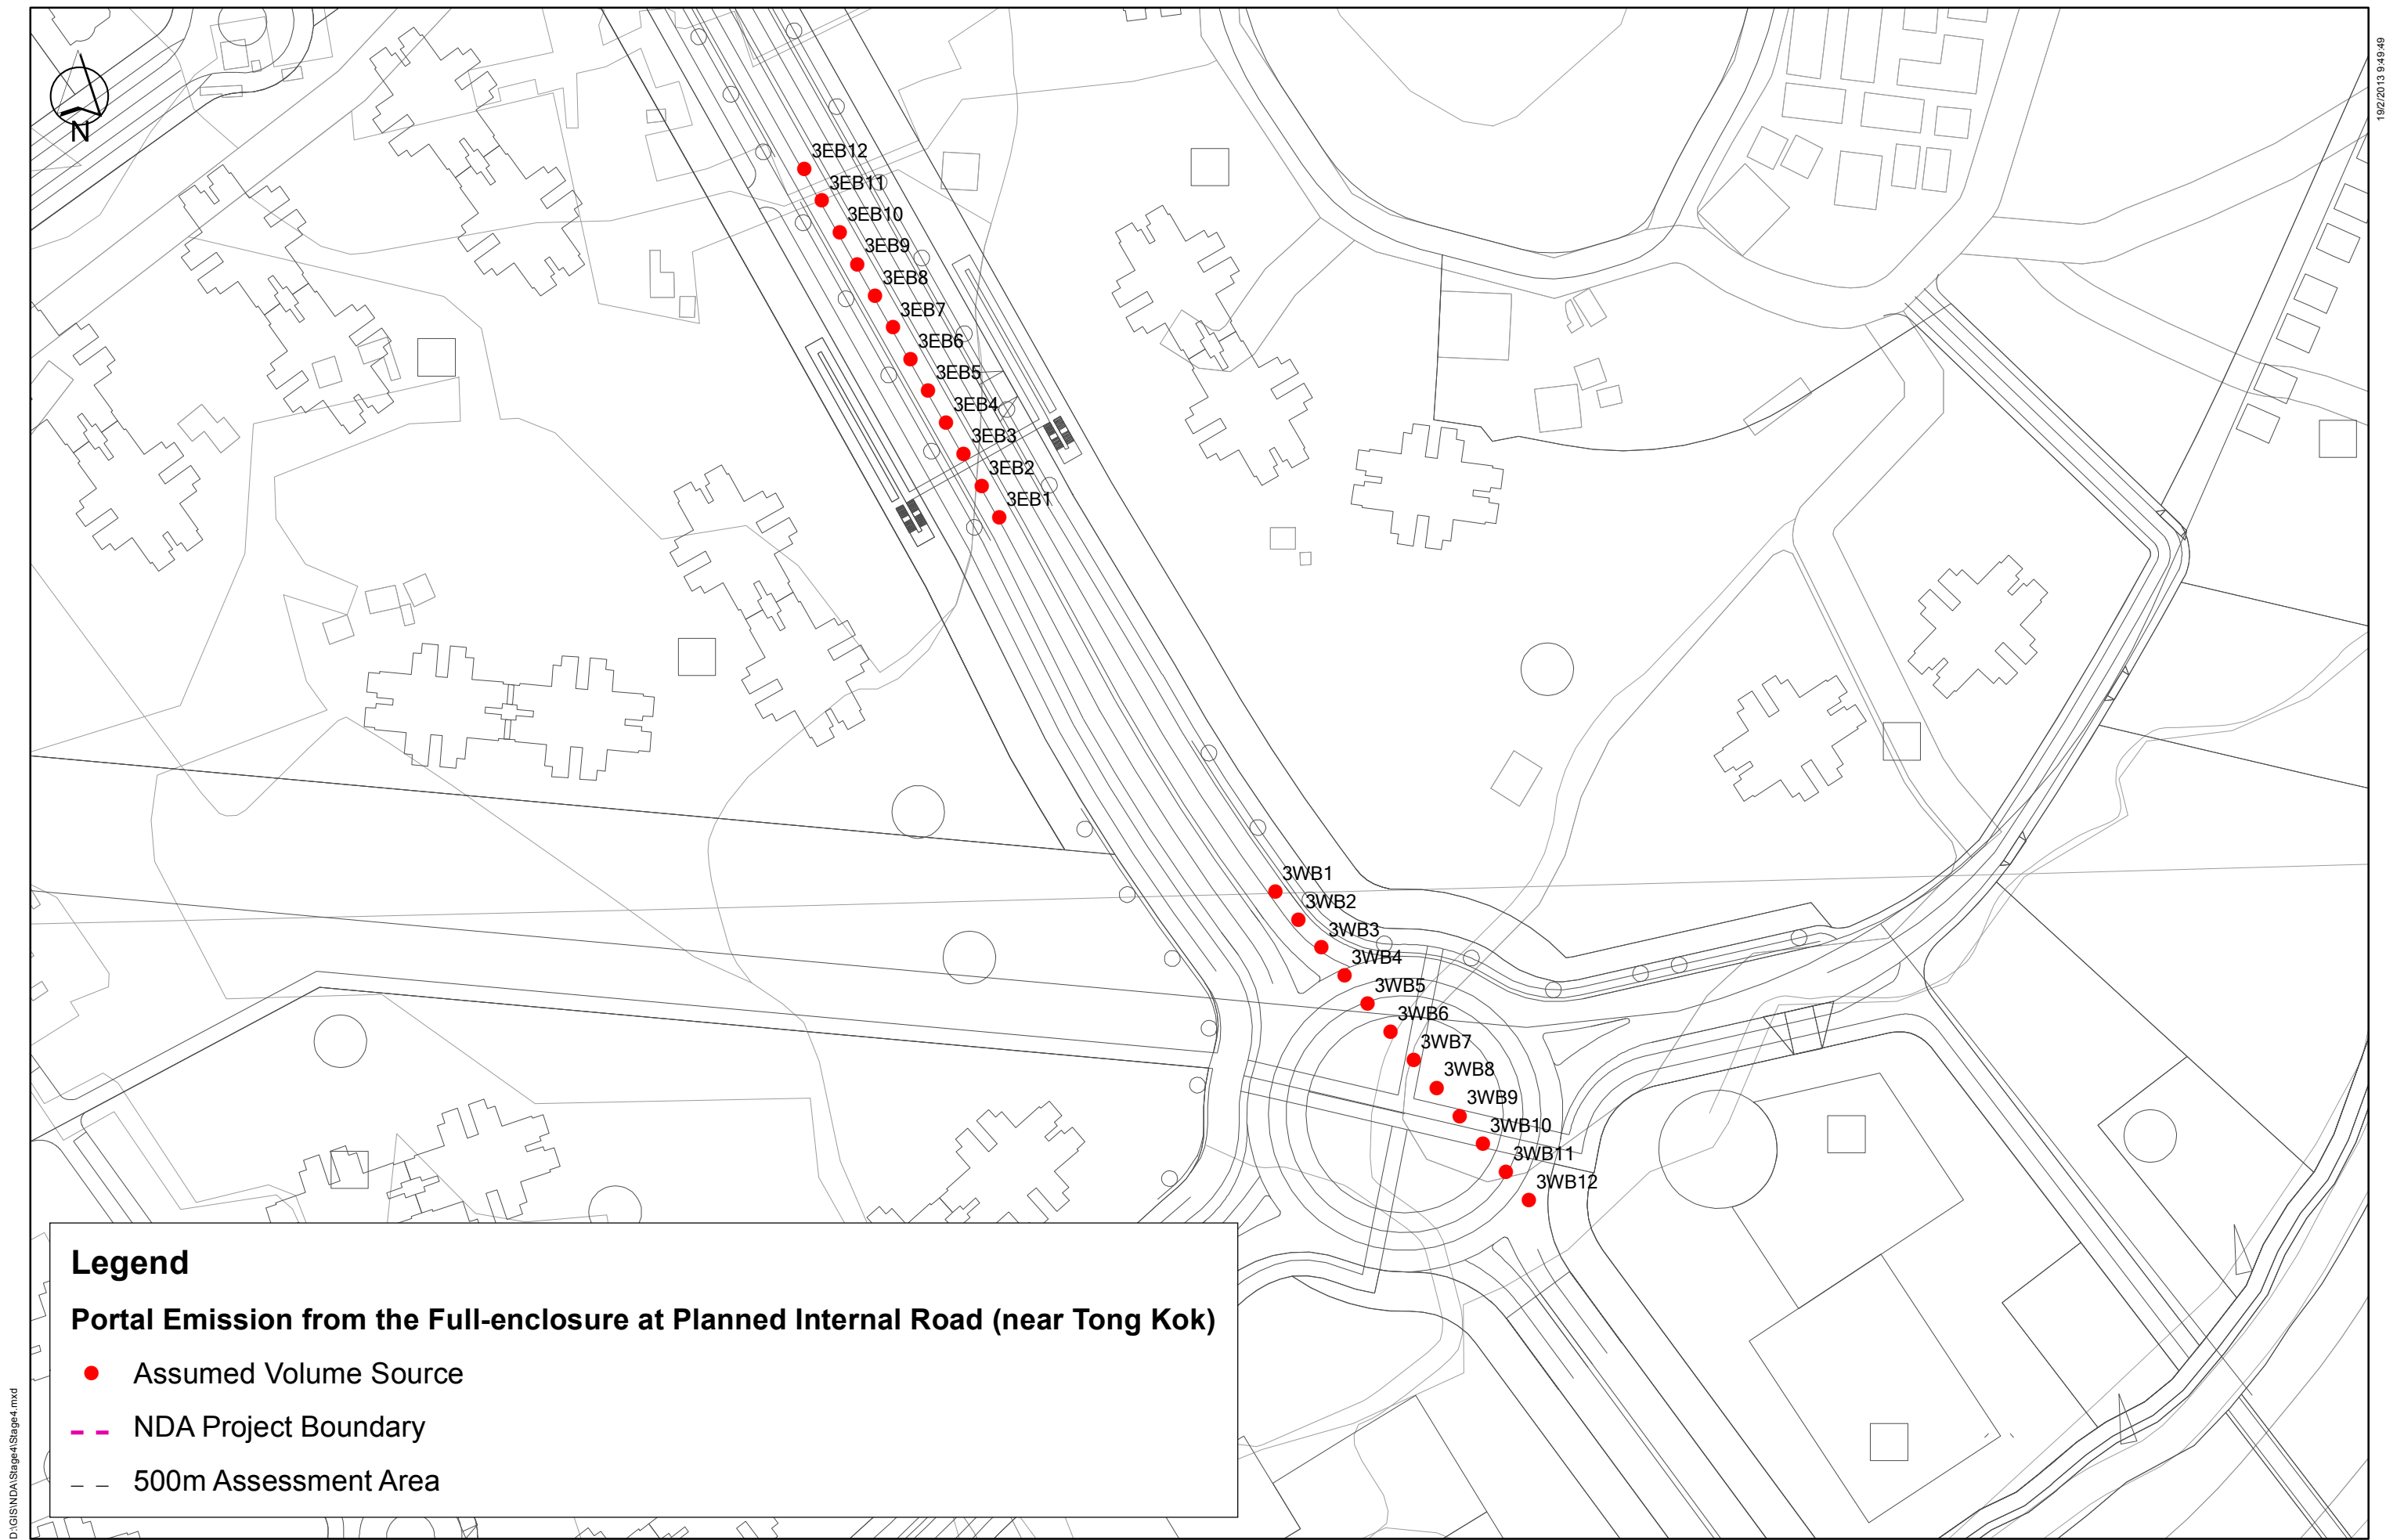 19/2/2013 9:49:49
N
3EB12
3EB11
3EB10
3EB9
3EB8
3EB7
3EB6
3EB5
3EB4
3EB3
3EB2
3EB1
3WB1
3WB2
3WB3
3WB4
3WB5
3WB6
3WB7
3WB8
3WB9
3WB10
3WB11
3WB12
Legend
Portal Emission from the Full-enclosure at Planned Internal Road (near Tong Kok)
Assumed Volume Source
NDA Project Boundary
500m Assessment Area
D:\GIS\NDA\Stage4\Stage4.mxd